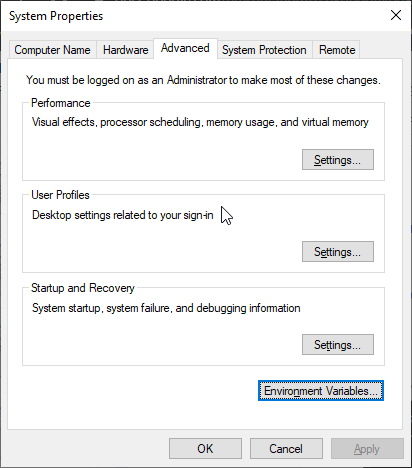 System Properties
Computer Name Hardware Advanced System Protection Remote
You must be logged on as an Administrator to make most of these changes.
Performance
Visual effects, processor scheduling, memory usage, and virtual memory
Settings...
User Profiles
Desktop settings related to your sign-in
Settings...
Startup and Recovery
System startup, system failure, and debugging information
Settings...
Environment Variables...
OK Cancel Apply